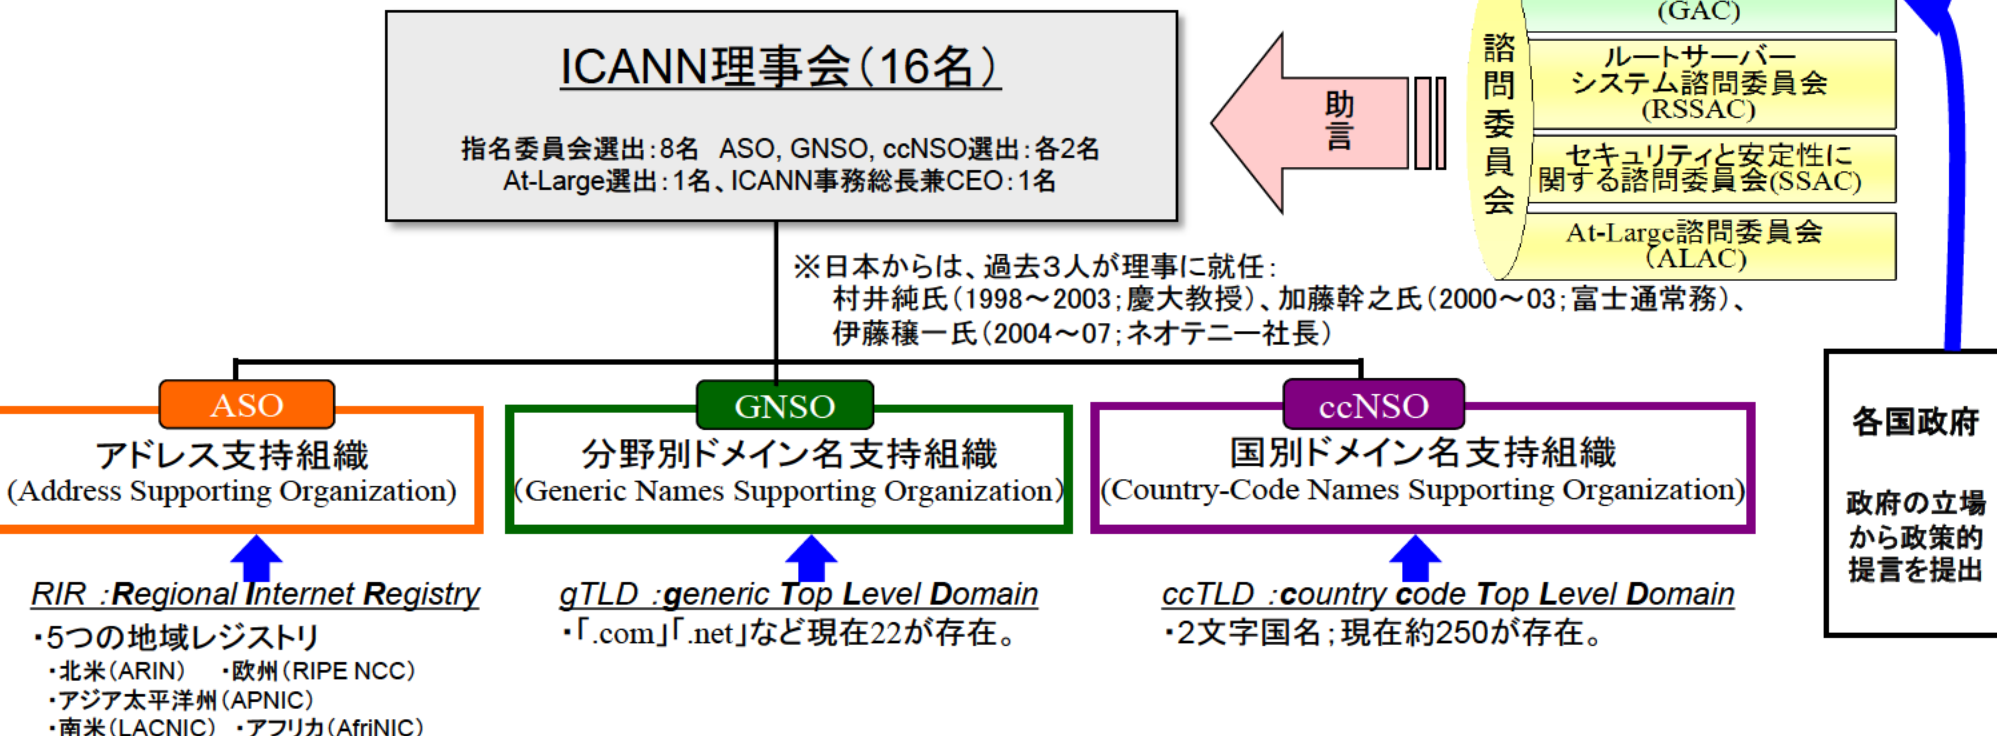 ICANN理事会（16名）
指名委員会選出：8名　ASO, GNSO, ccNSO選出：各2名
At-Large選出：1名、ICANN事務総長兼CEO：1名
助言
諮問委員会
(GAC)
ルートサーバー
システム諮問委員会
(RSSAC)
セキュリティと安定性に
関する諮問委員会(SSAC)
At-Large諮問委員会
（ALAC)
※日本からは、過去３人が理事に就任：
村井純氏（1998～2003；慶大教授）、加藤幹之氏（2000～03；富士通常務）、
伊藤穰一氏（2004～07；ネオテニー社長）
ASO
アドレス支持組織
(Address Supporting Organization)
GNSO
分野別ドメイン名支持組織
（Generic Names Supporting Organization）
ccNSO
国別ドメイン名支持組織
(Country-Code Names Supporting Organization)
各国政府
政府の立場
から政策的
提言を提出
RIR ：Regional Internet Registry
・5つの地域レジストリ
・北米（ARIN）　・欧州（RIPE NCC）
・アジア太平洋州（APNIC）
・南米（LACNIC）　・アフリカ（AfriNIC）
gTLD ：generic Top Level Domain
・「.com」「.net」など現在22が存在。
ccTLD ：country code Top Level Domain
・2文字国名；現在約250が存在。